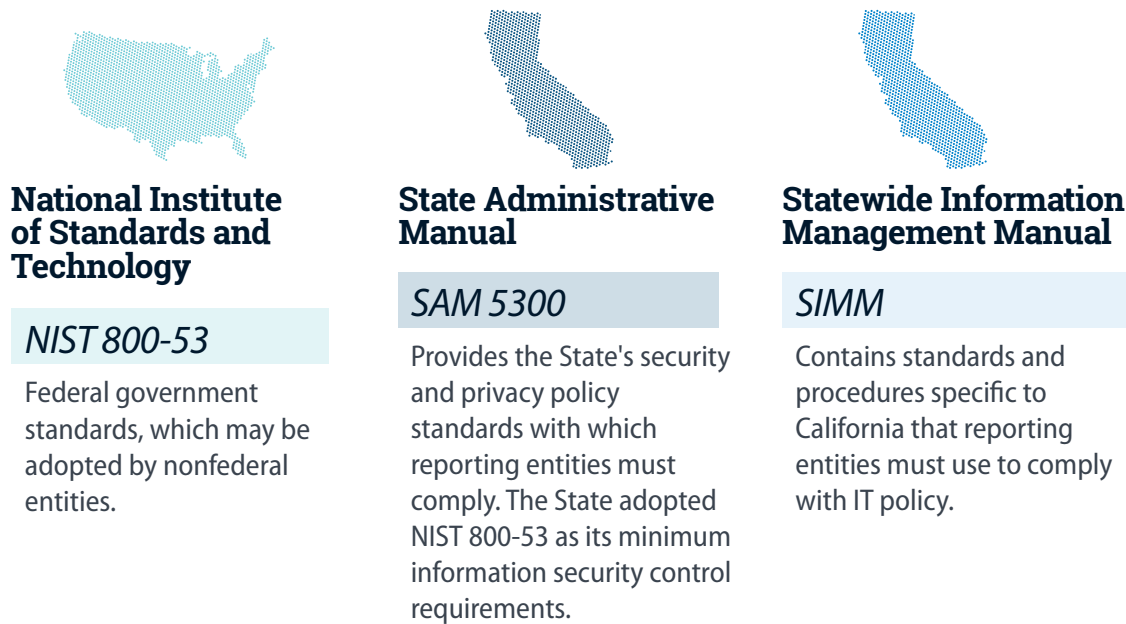 National Institute
of Standards and
Technology
NIST 800-53
Federal government
standards, which may be
adopted by nonfederal
entities.
State Administrative
Manual
SAM 5300
Provides the State's security
and privacy policy
standards with which
reporting entities must
comply. The State adopted
NIST 800-53 as its minimum
information security control
requirements.
Statewide Information
Management Manual
SIMM
Contains standards and
procedures specific to
California that reporting
entities must use to comply
with IT policy.